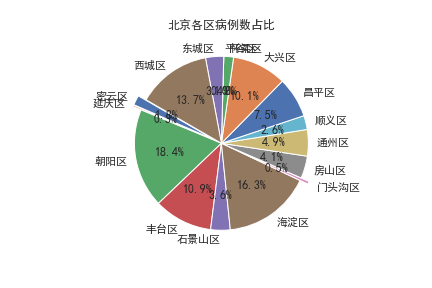 北京各区病例数占比
东城区
西城区
大兴区
昌平区
密云区
延庆区
13.7%
10.1%
7.5%
顺义区
2.6%
通州区
4.9%
朝阳区
18.4%
4.1%
房山区
0.5%
门头沟区
10.9%
3.6%
16.3%
海淀区
丰台区
石景山区